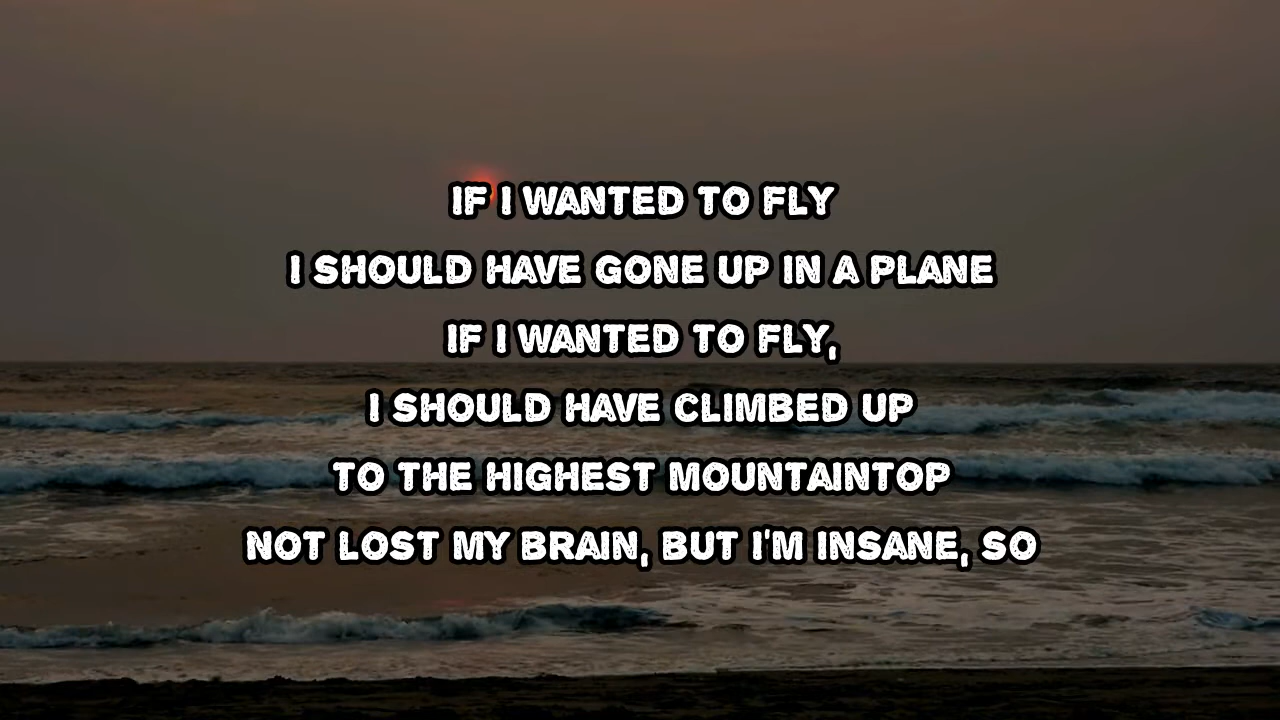 IF I WANTED TO FLY
I SHOULD HAVE GONE UP IN A PLANE
IF I WANTED TO FLY,
I SHOULD HAVE CLIMBED UP
TO THE HIGHEST MOUNTAINTOP
NOT LOST MY BRAIN, BUT I'M INSANE, SO